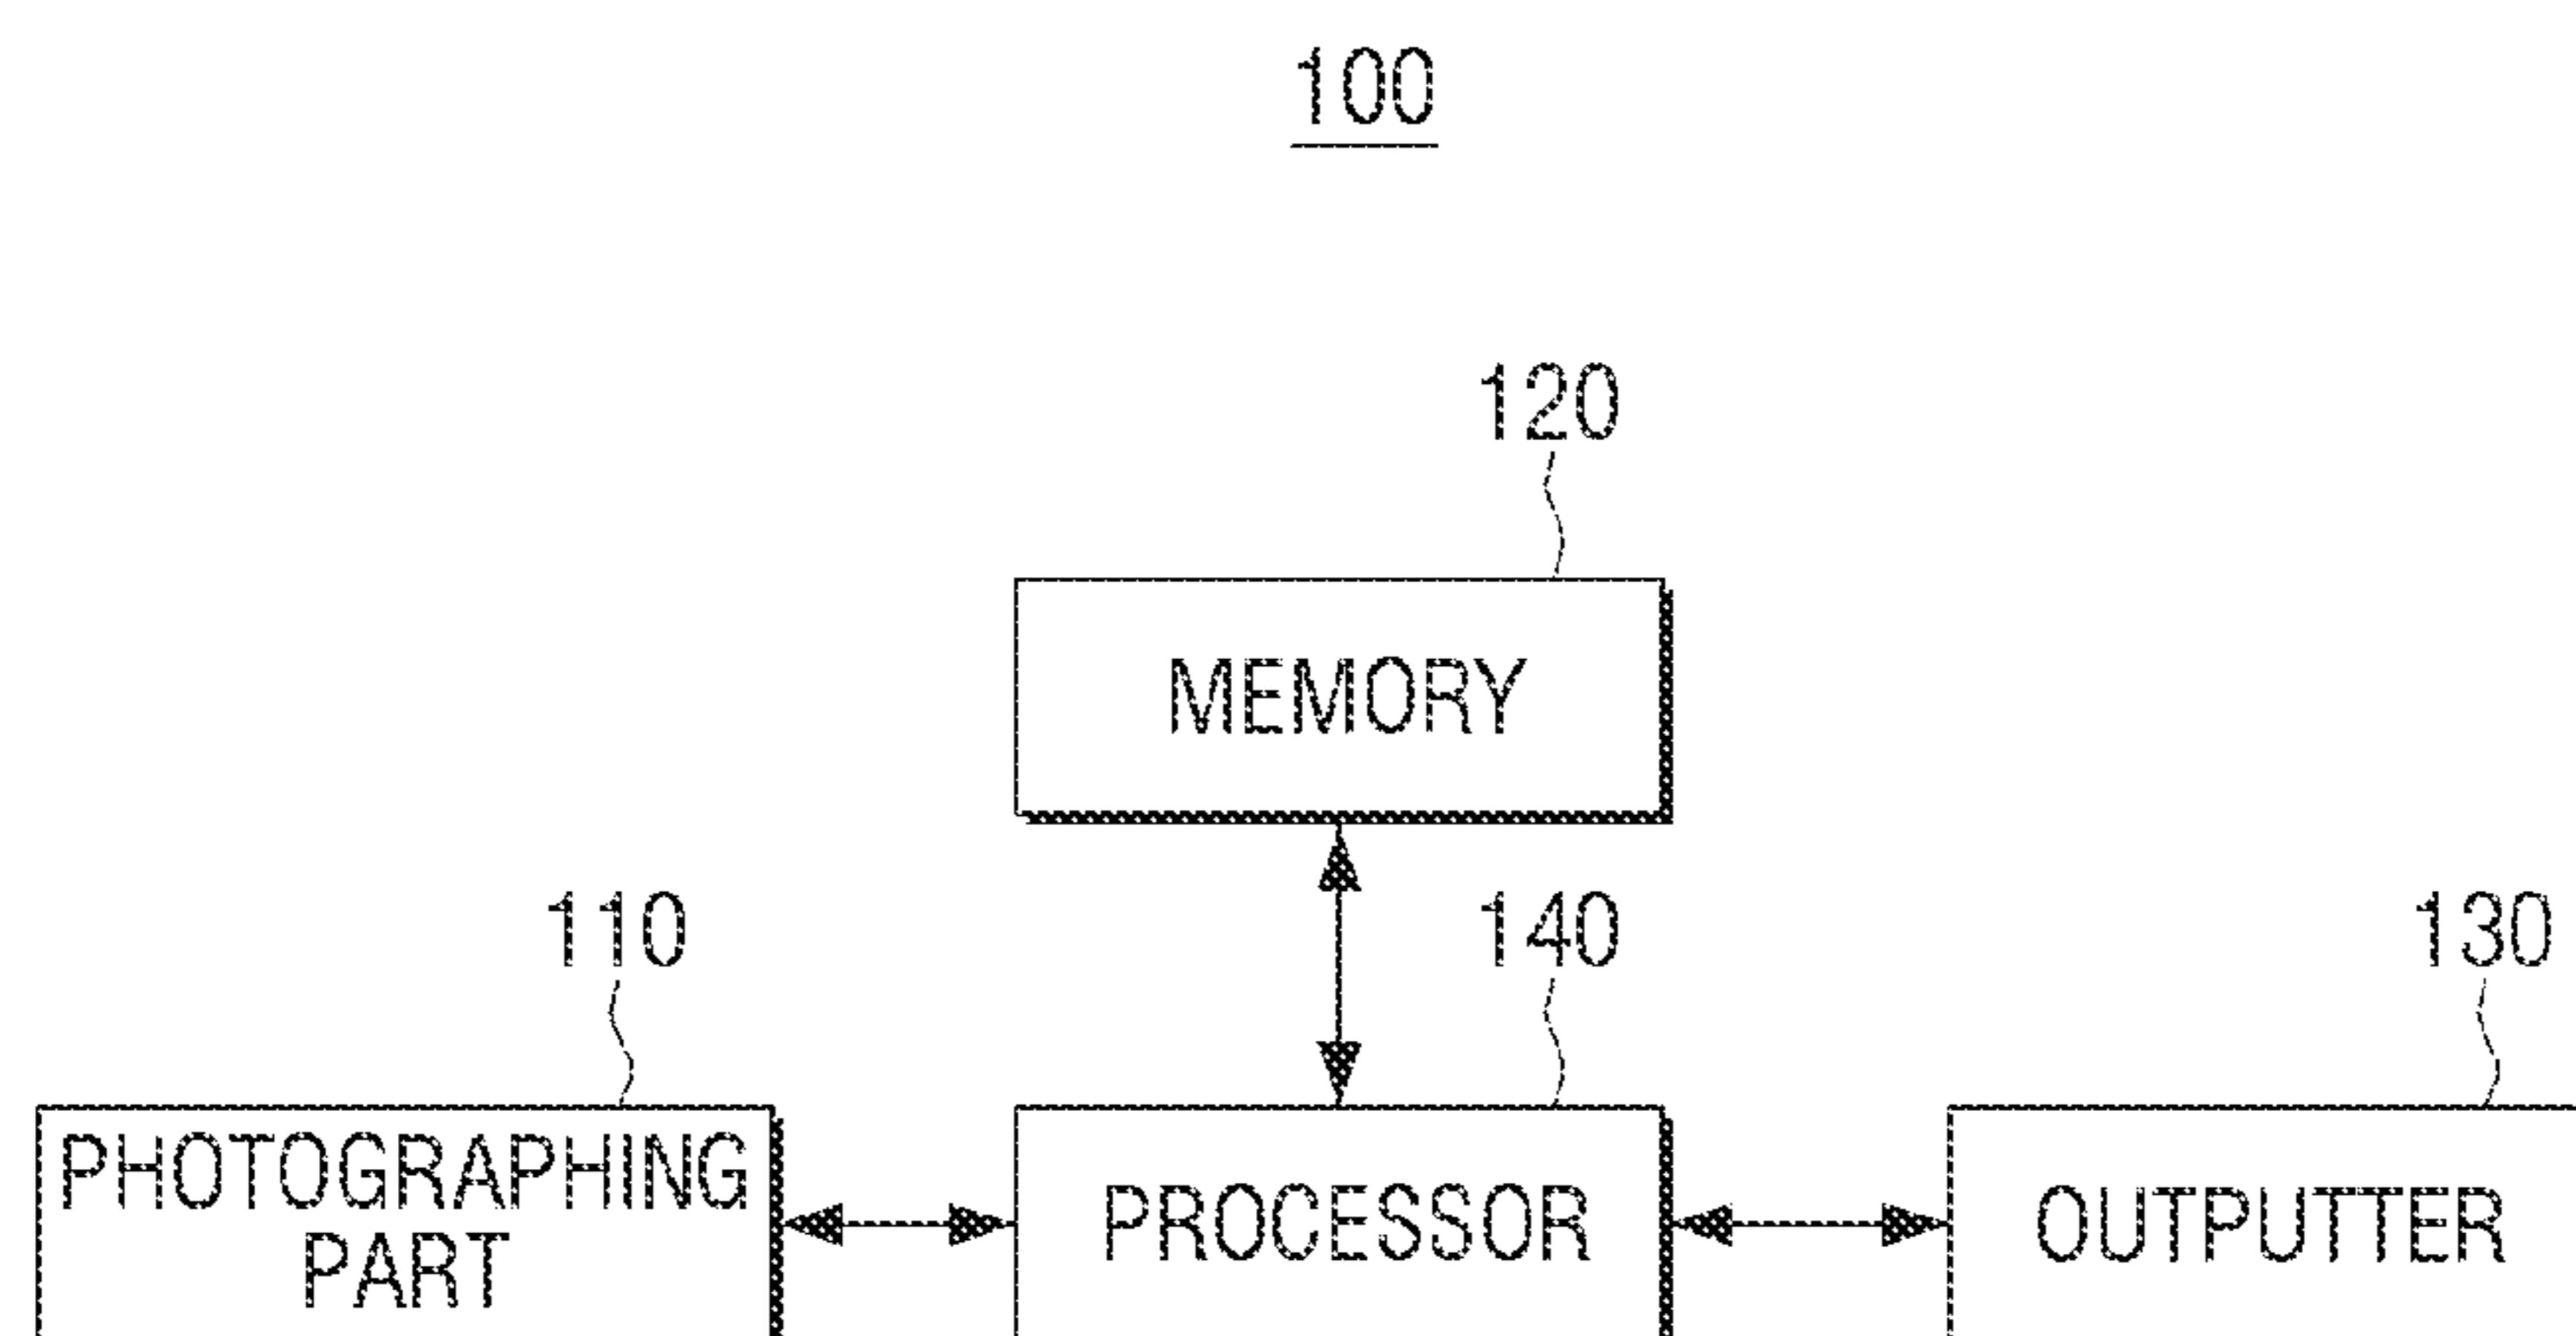 100
120
MEMORY
110
140
130
PHOTOGRAPHING
PART
PROCESSOR
OUTPUTTER